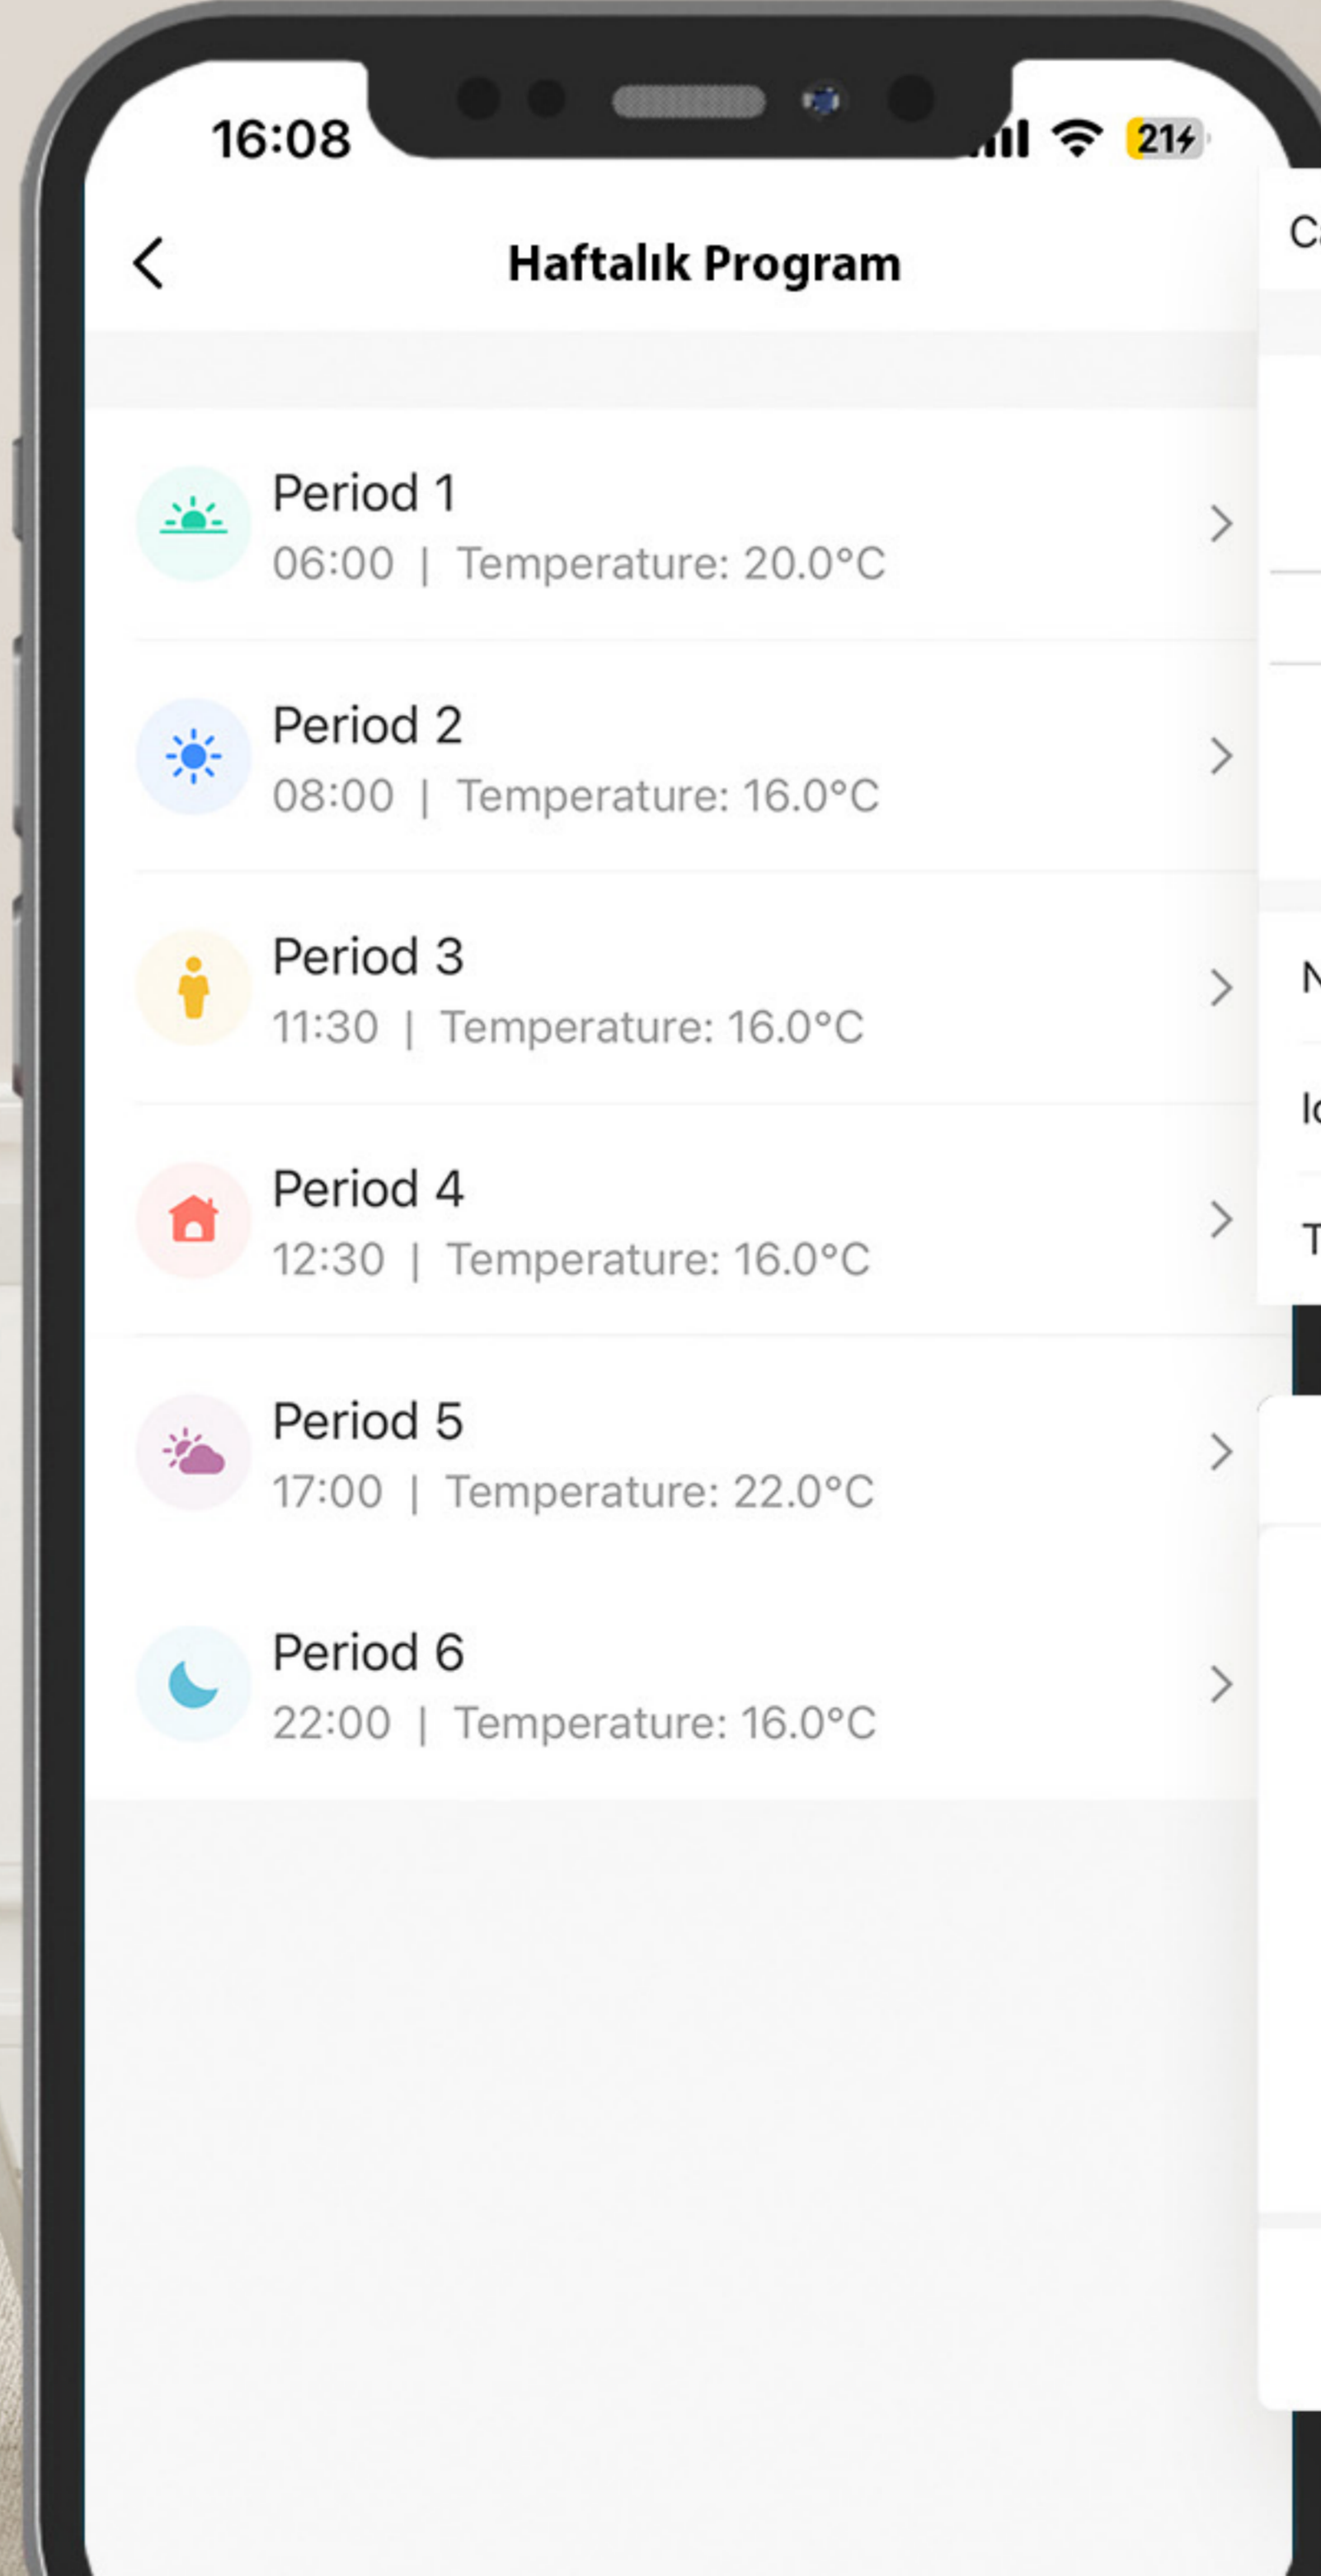 16:08
21
Haftalık Program
Period 1
06:00 | Temperature: 20.0°C
Period 2
08:00 | Temperature: 16.0°C
Period 3
11:30 | Temperature: 16.0°C
Period 4
12:30 | Temperature: 16.0°C
Period 5
17:00 | Temperature: 22.0°C
Period 6
22:00 | Temperature: 16.0°C